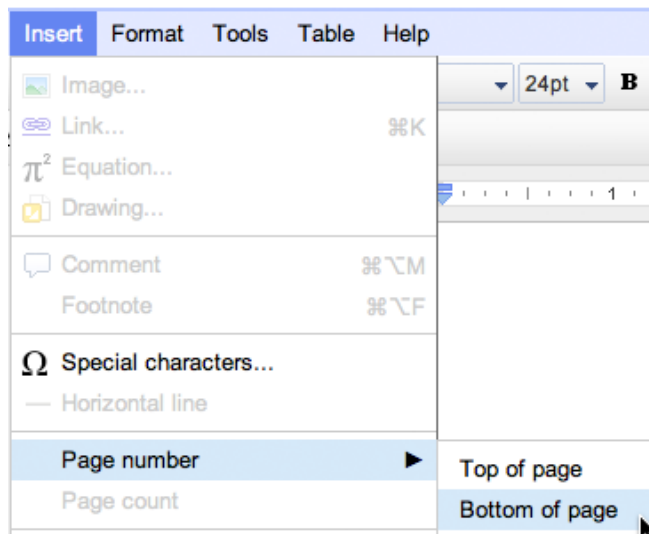 Insert Format Tools Table Help
Image...
24pt B
Link... ⌘K
π² Equation...
Drawing...
1
Comment ⌘⌥M
Footnote ⌘⌥F
Ω Special characters...
Horizontal line
Page number
Top of page
Page count
Bottom of page